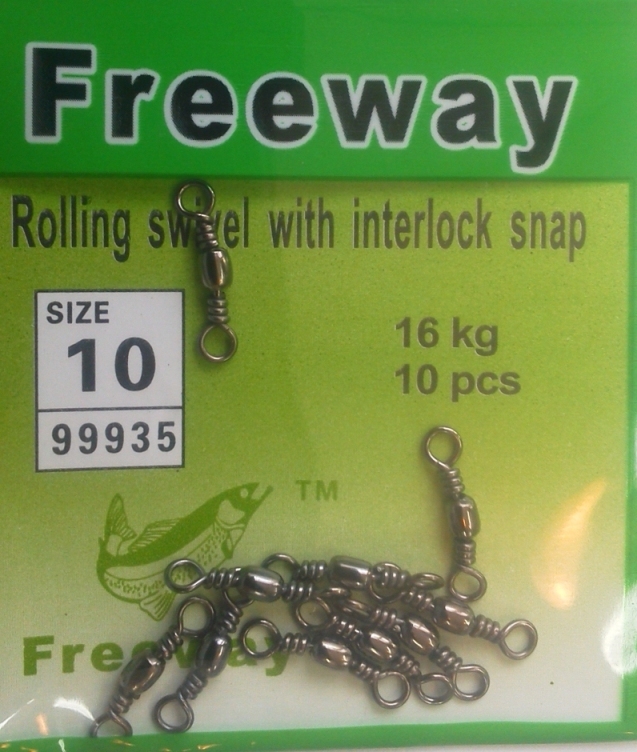 Freeway
Rolling swivel with interlock snap
SIZE
10
99935
16 kg
10 pcs
TM
Freeway